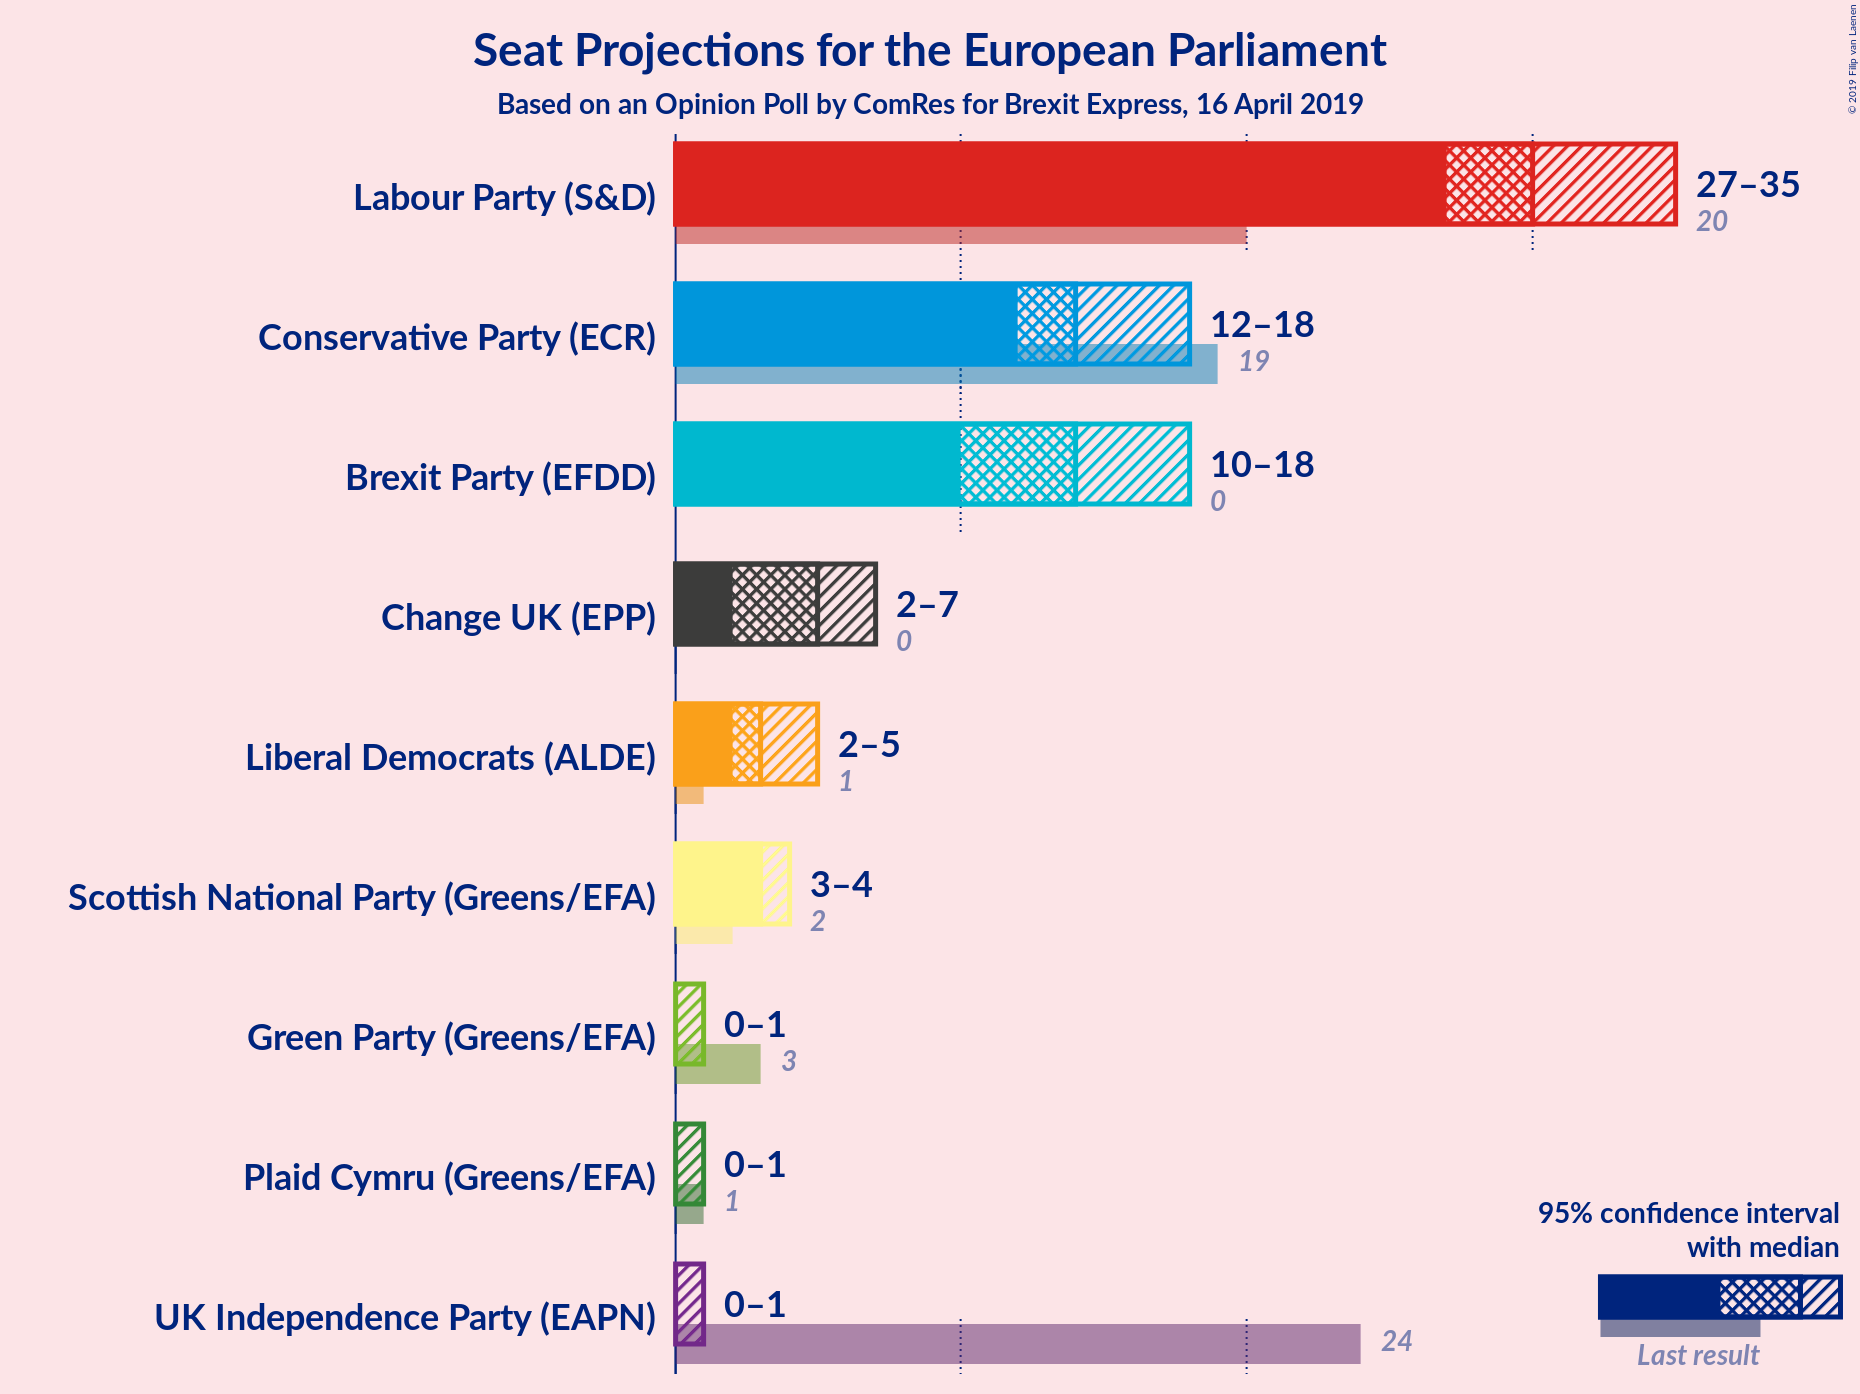 Seat Projections for the European Parliament
Based on an Opinion Poll by ComRes for Brexit Express, 16 April 2019
© 2019 Filip van Laenen
Labour Party (S&D)
27–35
20
Conservative Party (ECR)
12–18
19
Brexit Party (EFDD)
10–18
0
Change UK (EPP)
2–7
0
Liberal Democrats (ALDE)
2–5
1
Scottish National Party (Greens/EFA)
3–4
2
Green Party (Greens/EFA)
0–1
3
Plaid Cymru (Greens/EFA)
0–1
1
UK Independence Party (EAPN)
0–1
24
95% confidence interval
with median
Last result